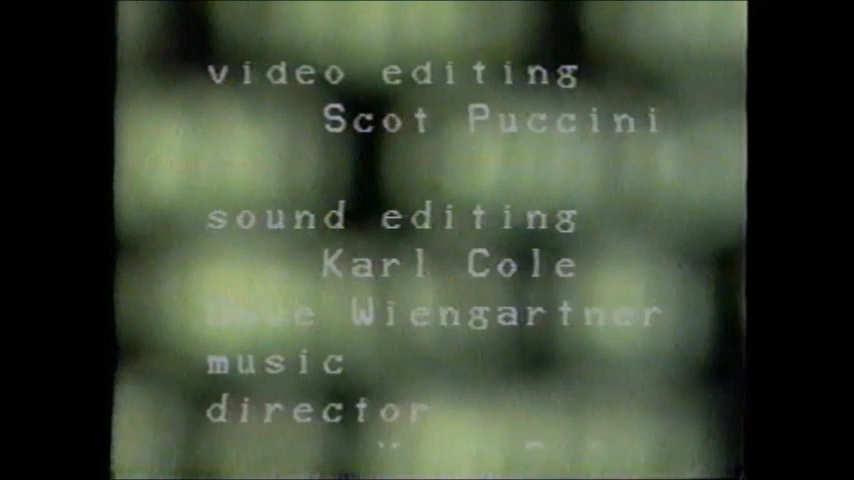 video editing
Scot Puccini
sound editing
Karl Cole
Wiengartner
music
director